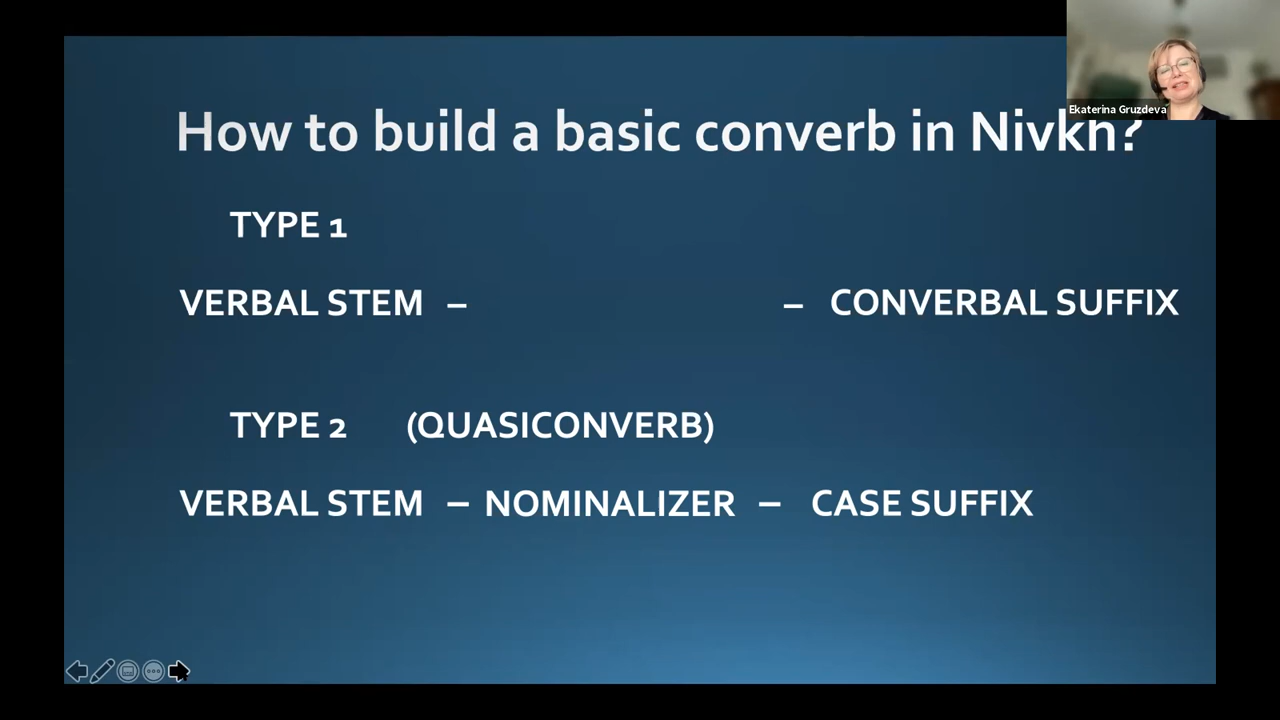 Ekaterina Gruzdeva
How to build a basic converb in Nivkh?
TYPE 1
VERBAL STEM – – CONVERBAL SUFFIX
TYPE 2 (QUASICONVERB)
VERBAL STEM – NOMINALIZER – CASE SUFFIX